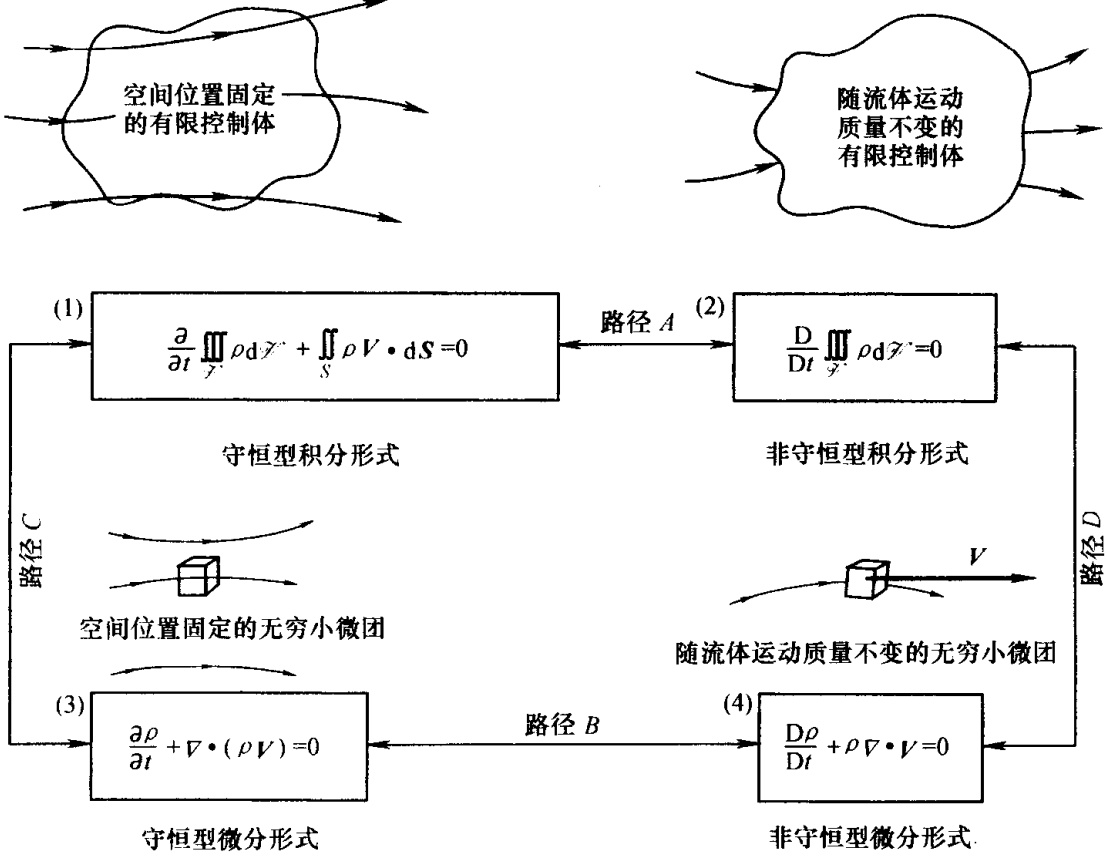 空间位置固定
的有限控制体
随流体运动
质量不变的
有限控制体
(1)
∂/∂t ∭_𝒱 ρd𝒱 + ∬_S ρV•dS=0
路径 A
(2)
D/Dt ∭_𝒱 ρd𝒱=0
守恒型积分形式
非守恒型积分形式
路径 C
路径 D
V
空间位置固定的无穷小微团
随流体运动质量不变的无穷小微团
(3)
∂ρ/∂t + ∇•(ρV)=0
路径 B
(4)
Dρ/Dt + ρ∇•V=0
守恒型微分形式
非守恒型微分形式